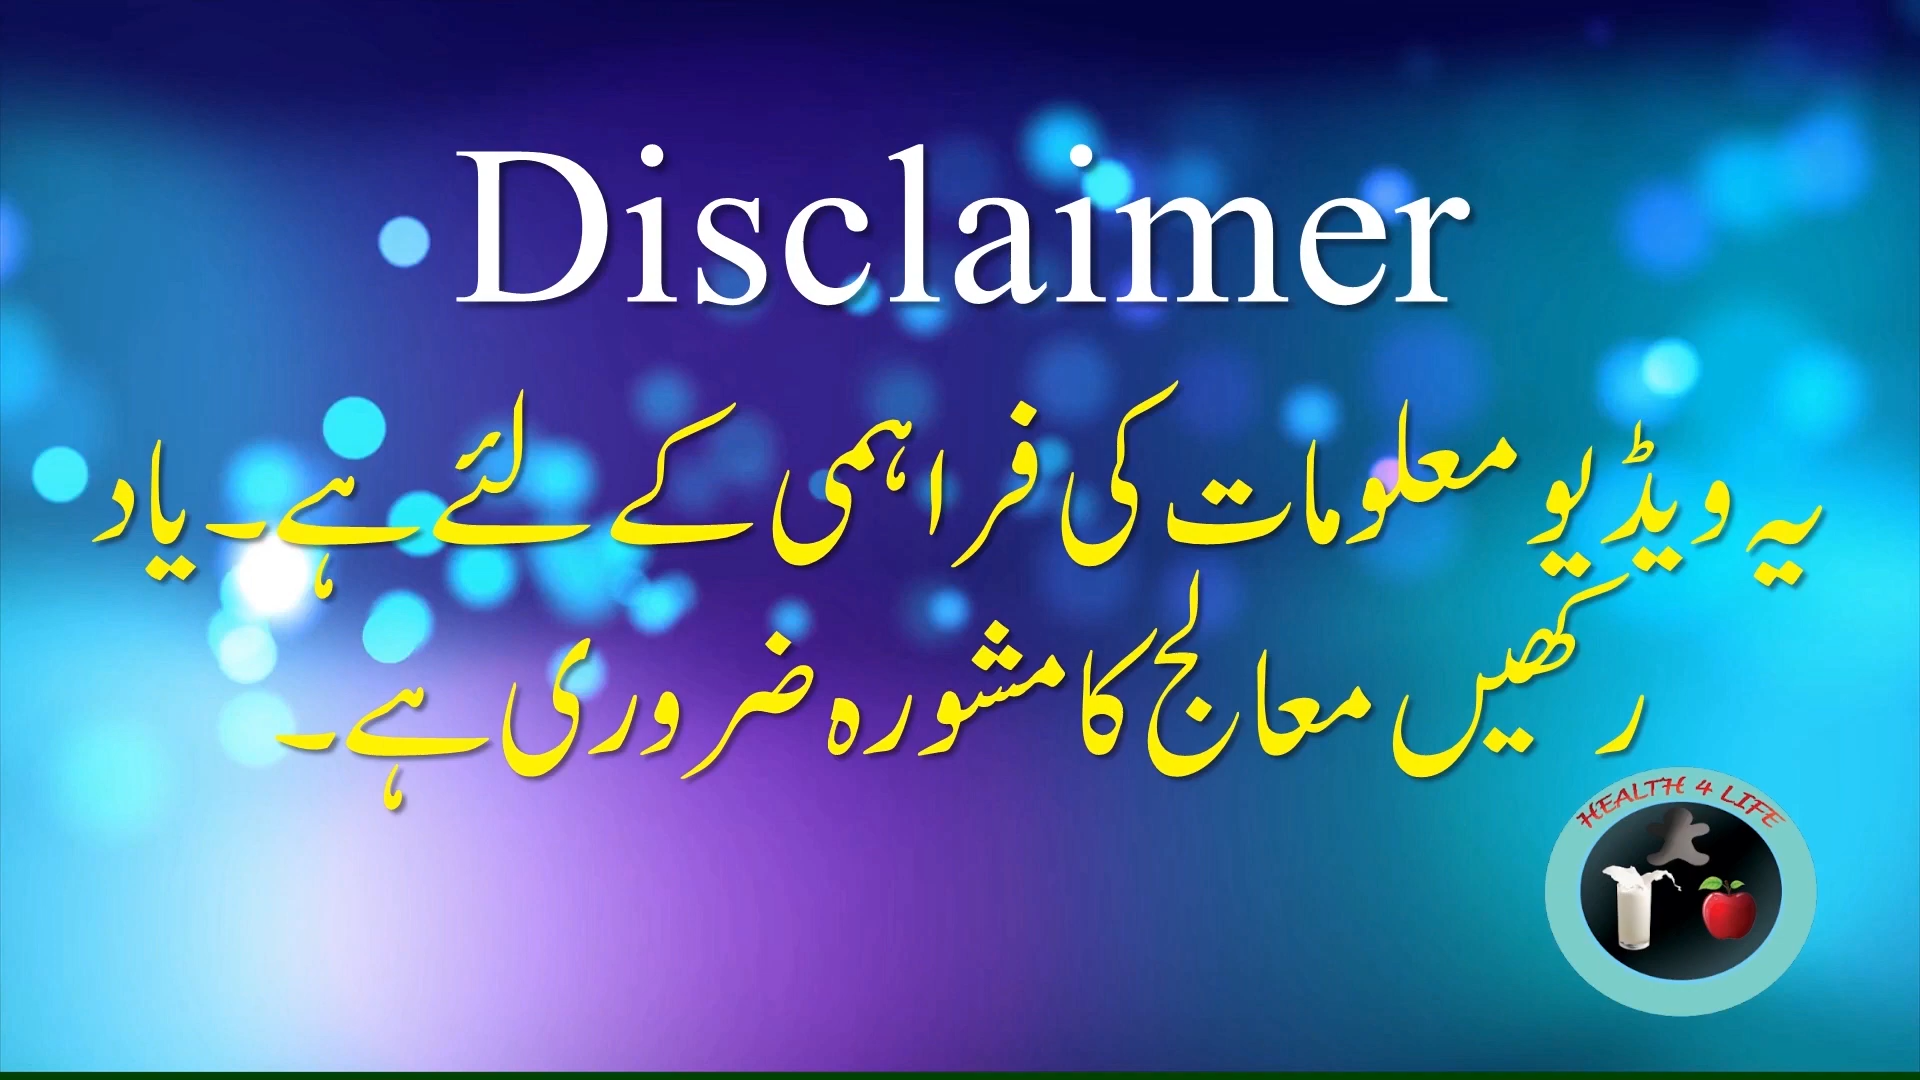 Disclaimer
یہ ویڈیو معلومات کی فراہمی کے لئے ہے۔ یاد
رکھیں معالج کا مشورہ ضروری ہے۔
HEALTH 4 LIFE